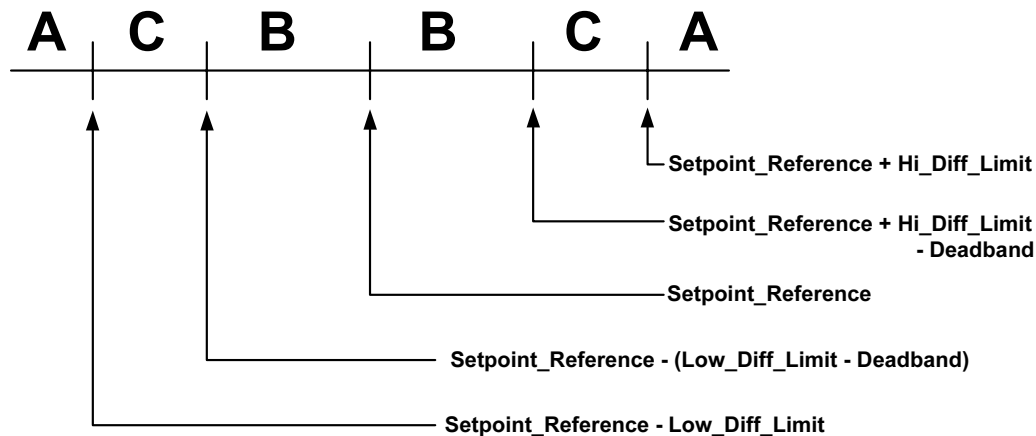 A C B B C A
Setpoint_Reference + Hi_Diff_Limit
Setpoint_Reference + Hi_Diff_Limit
- Deadband
Setpoint_Reference
Setpoint_Reference - (Low_Diff_Limit - Deadband)
Setpoint_Reference - Low_Diff_Limit